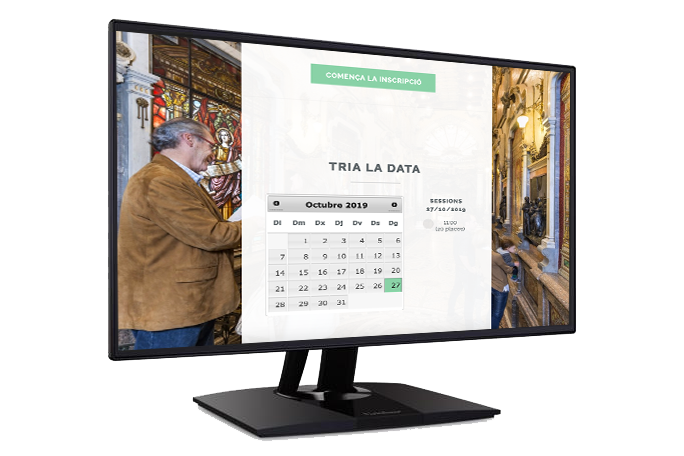 COMENÇA LA INSCRIPCIÓ
TRIA LA DATA
Octubre 2019
Dl Dm Dx Dj Dv Ds Dg
1 2 3 4 5 6
7 8 9 10 11 12 13
14 15 16 17 18 19 20
21 22 23 24 25 26 27
28 29 30 31
SESSIONS
27/10/2019
11:00
(20 places)